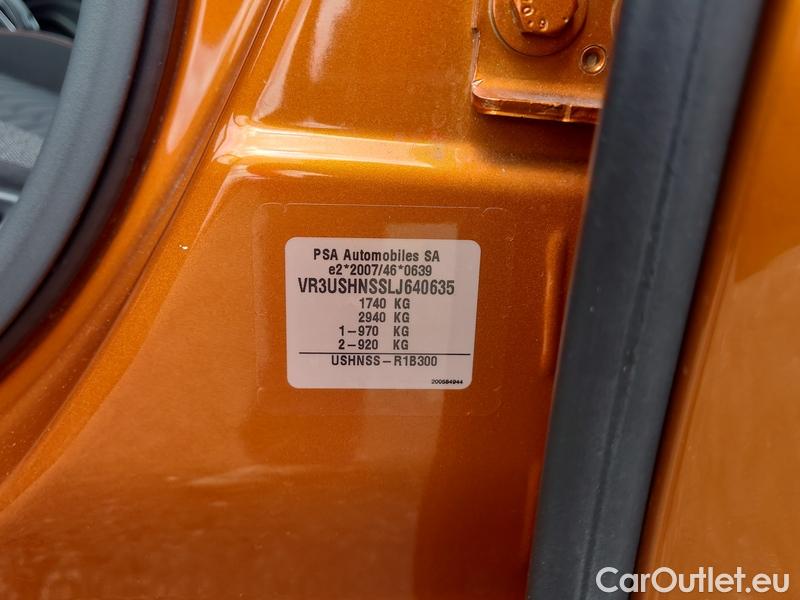 PSA Automobiles SA
e2*2007/46*0639
VR3USHNSSLJ640635
1740 KG
2940 KG
1-970 KG
2-920 KG
USHNSS-R1B300
200584944
CarOutlet.eu